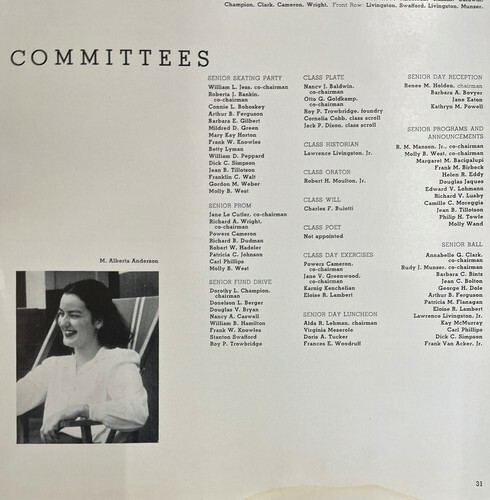 Champion, Clark, Cameron, Wright. Front Row: Livingston, Swafford, Livingston, Munzer.
COMMITTEES
SENIOR SKATING PARTY
William L. Jess, co-chairman
Roberta J. Rankin,
co-chairman
Connie L. Bohoskey
Arthur B. Ferguson
Barbara E. Gilbert
Mildred D. Green
Mary Kay Horton
Frank W. Knowles
Betty Lyman
William D. Peppard
Dick C. Simpson
Jean B. Tillotson
Franklin C. Walt
Gordon M. Weber
Molly B. West
SENIOR PROM
Jane Le Cutler, co-chairman
Richard A. Wright,
co-chairman
Powers Cameron
Richard B. Dudman
Robert W. Hadeler
Patricia C. Johnson
Carl Phillips
Molly B. West
SENIOR FUND DRIVE
Dorothy L. Champion,
chairman
Donelson L. Berger
Douglas V. Bryan
Nancy A. Caswell
William B. Hamilton
Frank W. Knowles
Stanton Swafford
Roy P. Trowbridge
CLASS PLATE
Nancy J. Baldwin,
co-chairman
Otto G. Goldkamp,
co-chairman
Roy P. Trowbridge, foundry
Cornelia Cobb, class scroll
Jack P. Dixon, class scroll
CLASS HISTORIAN
Lawrence Livingston, Jr.
CLASS ORATOR
Robert H. Moulton, Jr.
CLASS WILL
Charles F. Bulotti
CLASS POET
Not appointed
CLASS DAY EXERCISES
Powers Cameron,
co-chairman
Jane V. Greenwood,
co-chairman
Karnig Kenchelian
Eloise R. Lambert
SENIOR DAY LUNCHEON
Alda R. Lehman, chairman
Virginia Meserole
Doris A. Tucker
Frances E. Woodruff
SENIOR DAY RECEPTION
Renee M. Holden, chairman
Barbara A. Bovyer
Jane Eaton
Kathryn M. Powell
SENIOR PROGRAMS AND
ANNOUNCEMENTS
R. M. Manson, Jr., co-chairman
Molly B. West, co-chairman
Margaret M. Bacigalupi
Frank M. Birbeck
Helen R. Eddy
Douglas Jaques
Edward V. Lohmann
Richard V. Lusby
Camille C. Moreggia
Jean B. Tillotson
Philip H. Towle
Molly Wand
SENIOR BALL
Annabelle G. Clark,
co-chairman
Rudy J. Munzer, co-chairman
Barbara C. Bintz
Jean C. Bolton
George H. Dole
Arthur B. Ferguson
Patricia M. Flanagan
Eloise R. Lambert
Lawrence Livingston, Jr.
Kay McMurray
Carl Phillips
Dick C. Simpson
Frank Van Acker, Jr.
M. Alberta Anderson
31